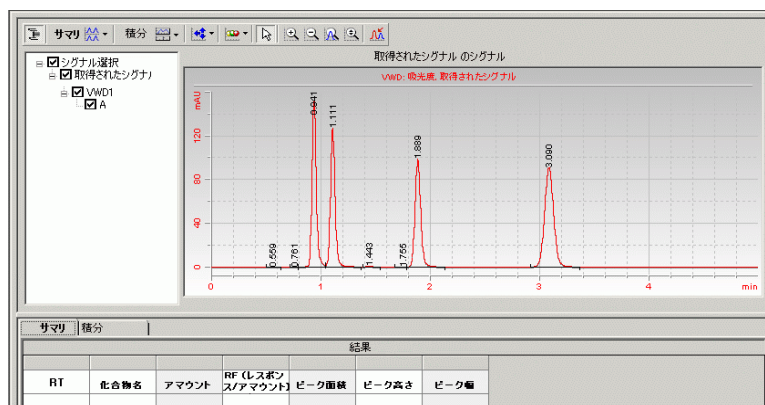 サマリ 積分
取得されたシグナル のシグナル
シグナル選択
取得されたシグナル
VWD1
A
VWD: 吸光度, 取得されたシグナル
mAU
120
80
40
0
0.559
0.761
0.941
1.111
1.443
1.755
1.889
3.090
0 1 2 3 4 min
サマリ 積分
結果
RT 化合物名 アマウント RF (レスポンス/アマウント) ピーク面積 ピーク高さ ピーク幅